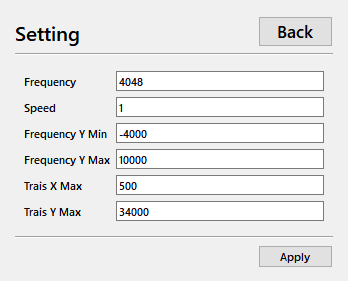 Setting
Back
Frequency 4048
Speed 1
Frequency Y Min -4000
Frequency Y Max 10000
Trais X Max 500
Trais Y Max 34000
Apply